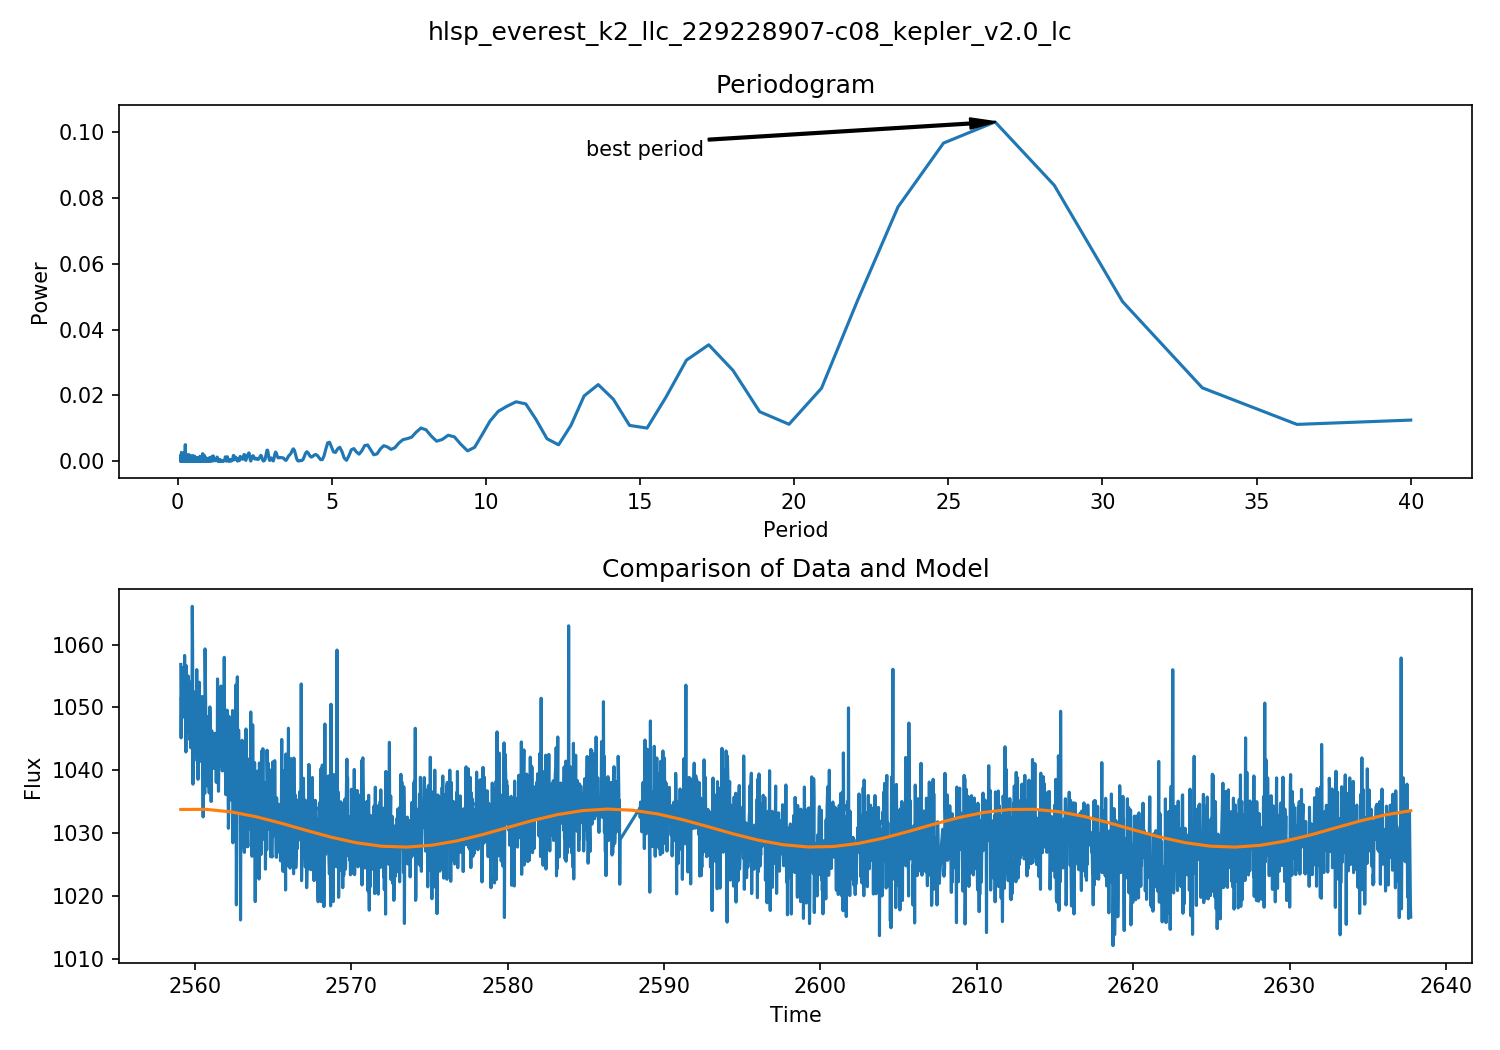 hlsp_everest_k2_llc_229228907-c08_kepler_v2.0_lc
Periodogram
0.10
0.08
0.06
0.04
0.02
0.00
Power
best period
0 5 10 15 20 25 30 35 40
Period
Comparison of Data and Model
1060
1050
1040
1030
1020
1010
Flux
2560 2570 2580 2590 2600 2610 2620 2630 2640
Time